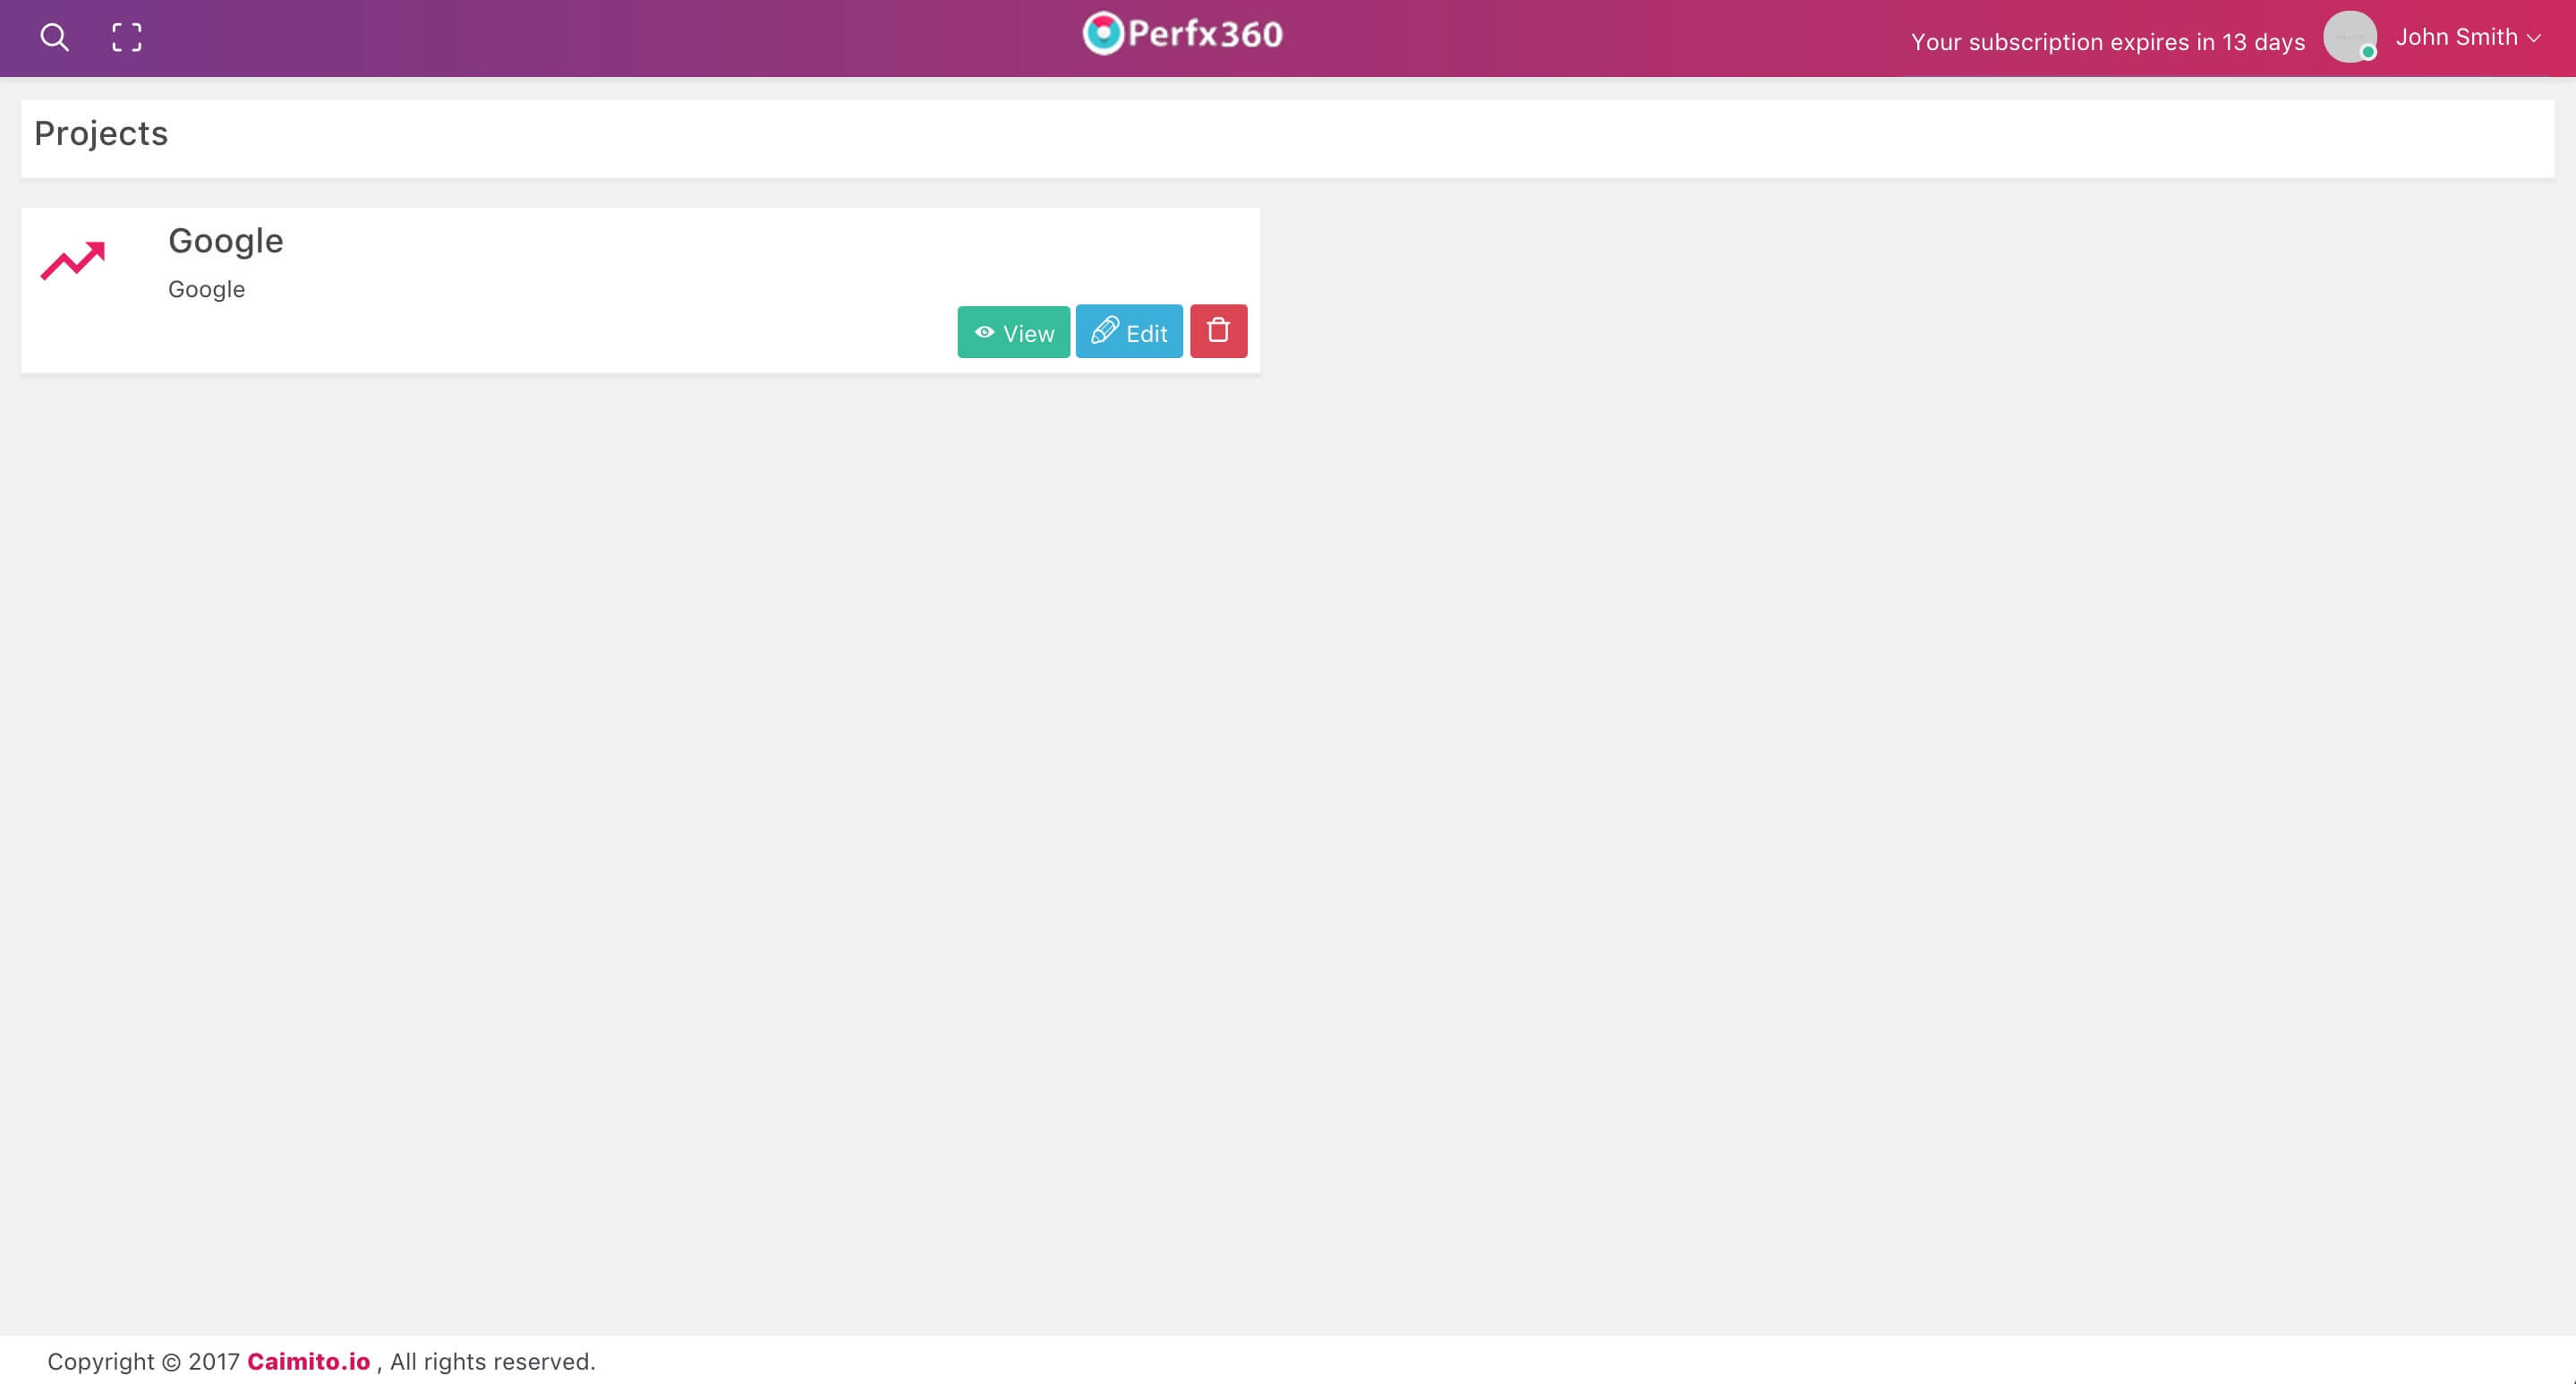 Perfx360
Your subscription expires in 13 days
John Smith
Projects
Google
Google
View
Edit
Copyright © 2017 Caimito.io , All rights reserved.